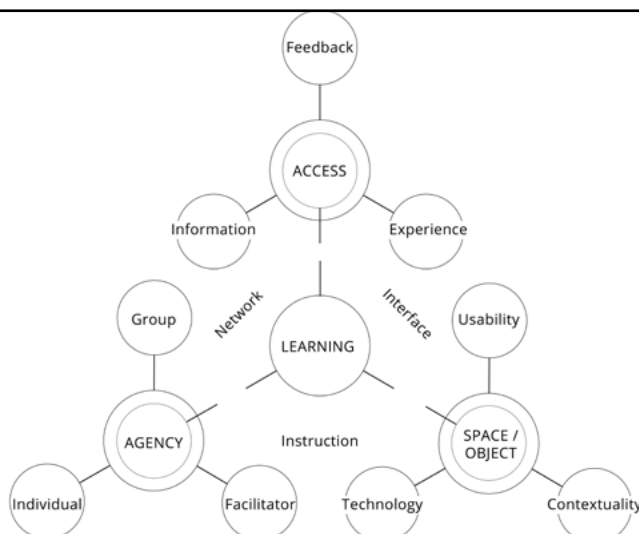 Feedback
ACCESS
Information
Experience
Network
Interface
Group
Usability
LEARNING
AGENCY
Instruction
SPACE /
OBJECT
Individual
Facilitator
Technology
Contextuality